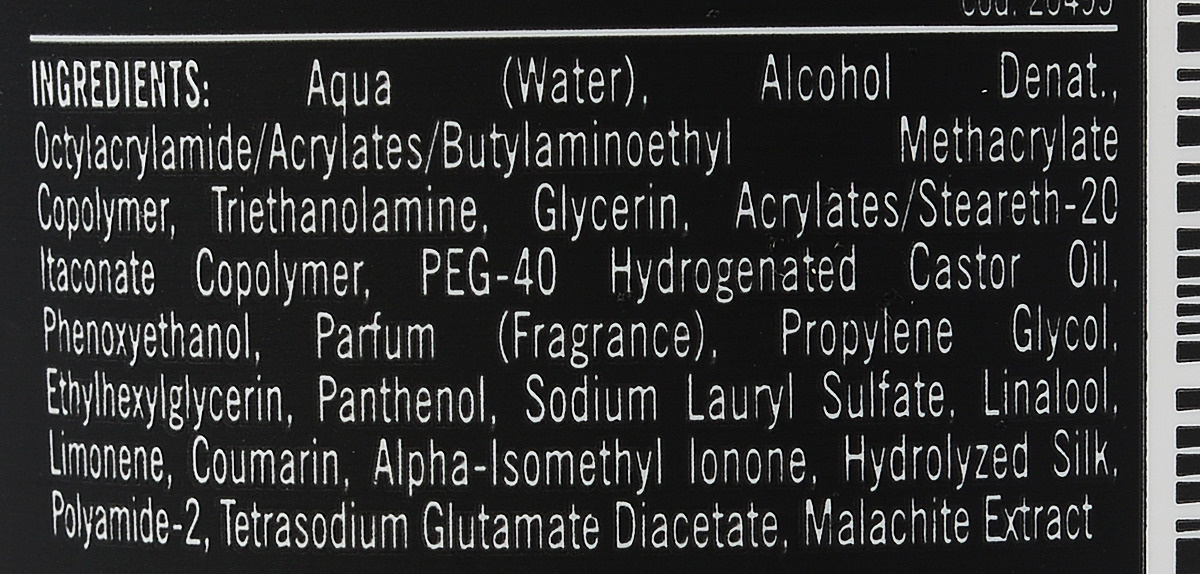 INGREDIENTS: Aqua (Water), Alcohol Denat.,
Octylacrylamide/Acrylates/Butylaminoethyl Methacrylate
Copolymer, Triethanolamine, Glycerin, Acrylates/Steareth-20
Itaconate Copolymer, PEG-40 Hydrogenated Castor Oil,
Phenoxyethanol, Parfum (Fragrance), Propylene Glycol,
Ethylhexylglycerin, Panthenol, Sodium Lauryl Sulfate, Linalool,
Limonene, Coumarin, Alpha-Isomethyl Ionone, Hydrolyzed Silk,
Polyamide-2, Tetrasodium Glutamate Diacetate, Malachite Extract